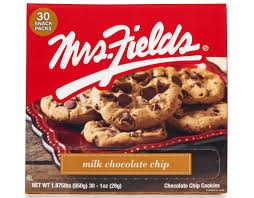 30
SNACK
PACKS
Mrs. Fields
milk chocolate chip
NET WT 1.875lbs (850g) 30 - 1oz (28g)
Chocolate Chip Cookies